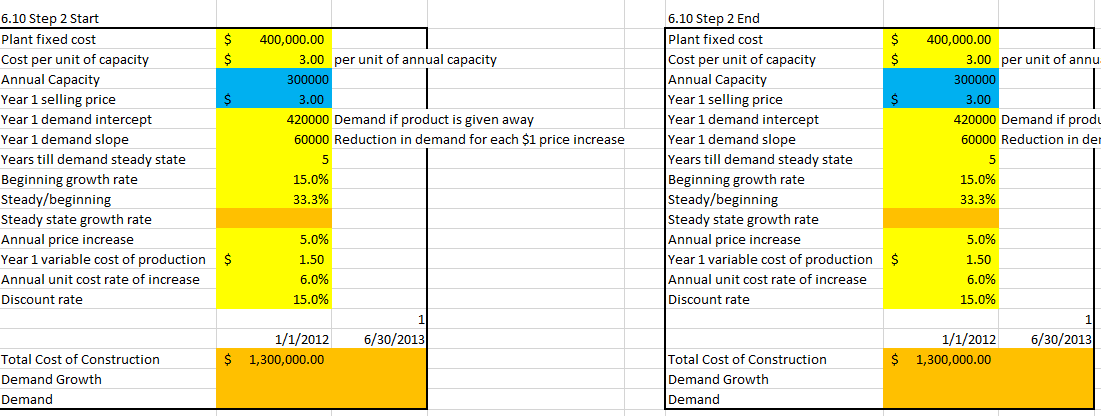 6.10 Step 2 Start
Plant fixed cost $ 400,000.00
Cost per unit of capacity $ 3.00 per unit of annual capacity
Annual Capacity 300000
Year 1 selling price $ 3.00
Year 1 demand intercept 420000 Demand if product is given away
Year 1 demand slope 60000 Reduction in demand for each $1 price increase
Years till demand steady state 5
Beginning growth rate 15.0%
Steady/beginning 33.3%
Steady state growth rate
Annual price increase 5.0%
Year 1 variable cost of production $ 1.50
Annual unit cost rate of increase 6.0%
Discount rate 15.0%
1
1/1/2012 6/30/2013
Total Cost of Construction $ 1,300,000.00
Demand Growth
Demand
6.10 Step 2 End
Plant fixed cost $ 400,000.00
Cost per unit of capacity $ 3.00 per unit of annu
Annual Capacity 300000
Year 1 selling price $ 3.00
Year 1 demand intercept 420000 Demand if produ
Year 1 demand slope 60000 Reduction in der
Years till demand steady state 5
Beginning growth rate 15.0%
Steady/beginning 33.3%
Steady state growth rate
Annual price increase 5.0%
Year 1 variable cost of production $ 1.50
Annual unit cost rate of increase 6.0%
Discount rate 15.0%
1
1/1/2012 6/30/2013
Total Cost of Construction $ 1,300,000.00
Demand Growth
Demand